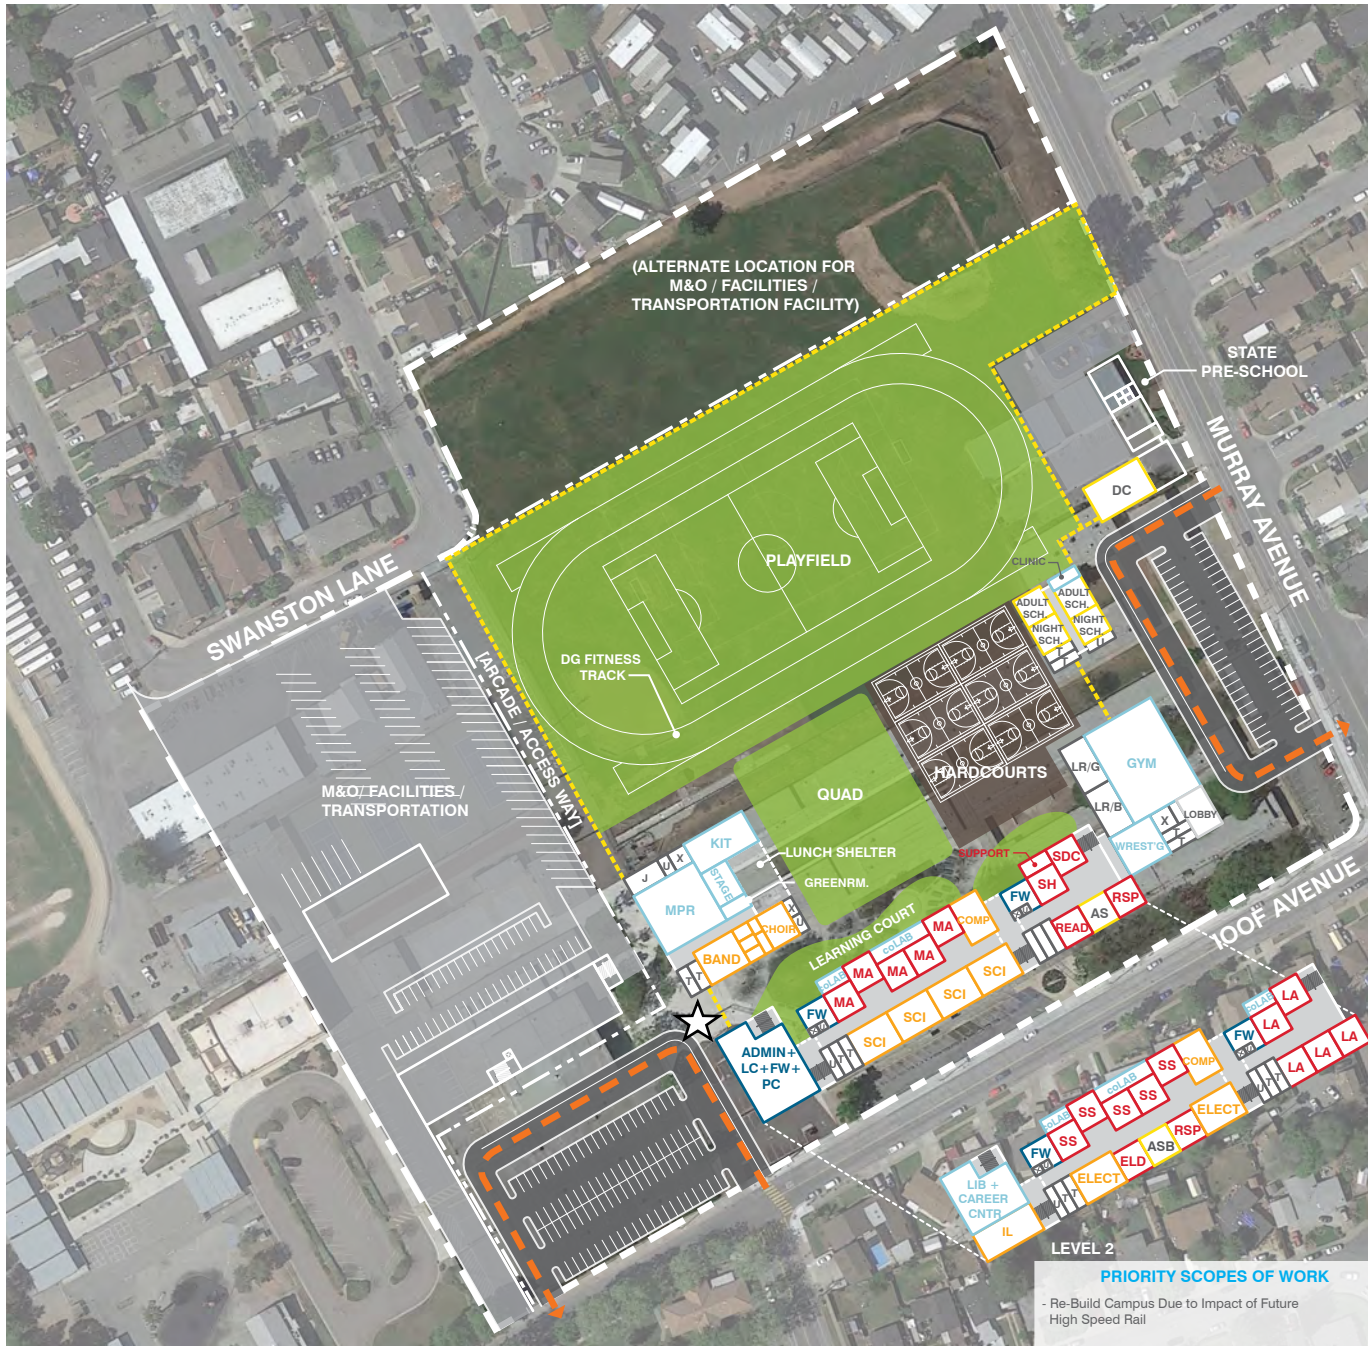 (ALTERNATE LOCATION FOR
M&O / FACILITIES /
TRANSPORTATION FACILITY)
STATE
PRE-SCHOOL
MURRAY AVENUE
DC
SWANSTON LANE
PLAYFIELD
CLINIC
ADULT
SCH.
ADULT
SCH.
NIGHT
SCH.
NIGHT
SCH.
T
T
U
DG FITNESS
TRACK
[ARCADE / ACCESS WAY]
M&O/ FACILITIES /
TRANSPORTATION
HARDCOURTS
QUAD
LR/G
GYM
LR/B
LOBBY
X
T
T
WREST'G
IOOF AVENUE
KIT
J
U
X
LUNCH SHELTER
STAGE
GREENRM.
MPR
X
U
CHOIR
BAND
T
T
SUPPORT
SDC
SH
FW
RSP
AS
READ
LEARNING COURT
COMP
MA
coLAB
MA
MA
MA
coLAB
MA
FW
SCI
SCI
SCI
SCI
U
T
T
ADMIN+
LC+FW+
PC
coLAB
LA
LA
FW
LA
LA
LA
U
T
T
COMP
SS
coLAB
SS
SS
SS
coLAB
SS
FW
ELECT
RSP
ASB
ELD
ELECT
U
T
T
LIB +
CAREER
CNTR
IL
LEVEL 2
PRIORITY SCOPES OF WORK
- Re-Build Campus Due to Impact of Future
High Speed Rail